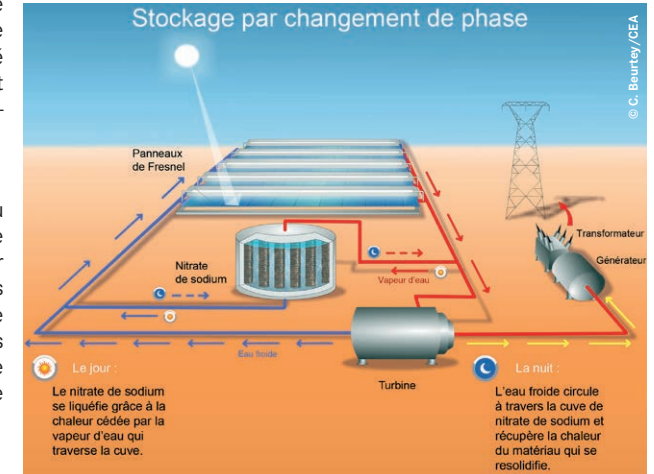 Stockage par changement de phase
© C. Beurtey/CEA
Panneaux
de Fresnel
Transformateur
Générateur
Nitrate
de sodium
Vapeur d'eau
Eau froide
Turbine
Le jour :
Le nitrate de sodium
se liquéfie grâce à la
chaleur cédée par la
vapeur d'eau qui
traverse la cuve.
La nuit :
L'eau froide circule
à travers la cuve de
nitrate de sodium et
récupère la chaleur
du matériau qui se
resolidifie.